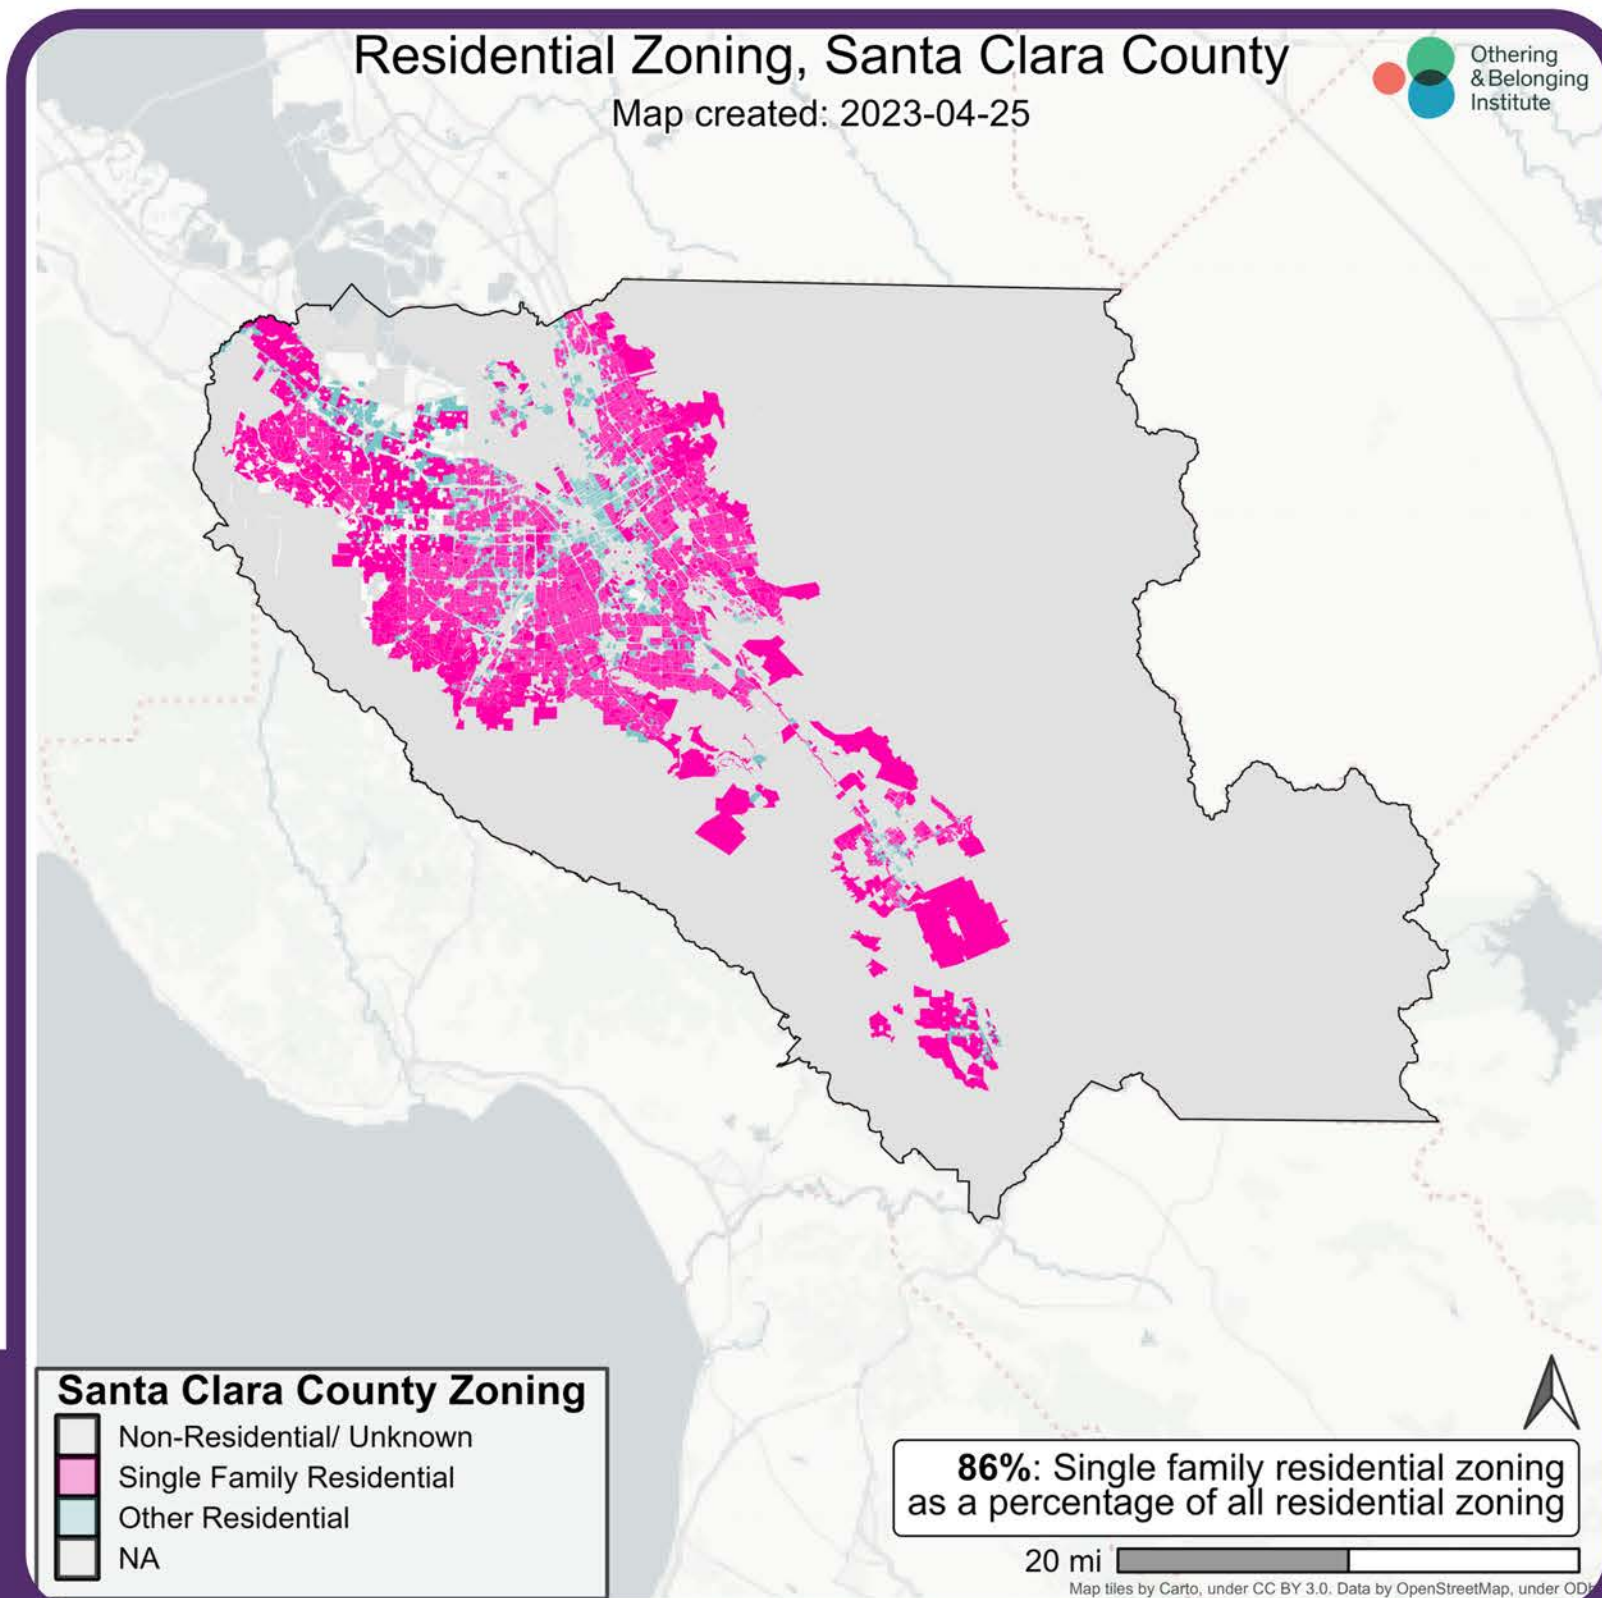 Residential Zoning, Santa Clara County
Map created: 2023-04-25
Othering
& Belonging
Institute
Santa Clara County Zoning
Non-Residential/ Unknown
Single Family Residential
Other Residential
NA
86%: Single family residential zoning
as a percentage of all residential zoning
20 mi
Map tiles by Carto, under CC BY 3.0. Data by OpenStreetMap, under